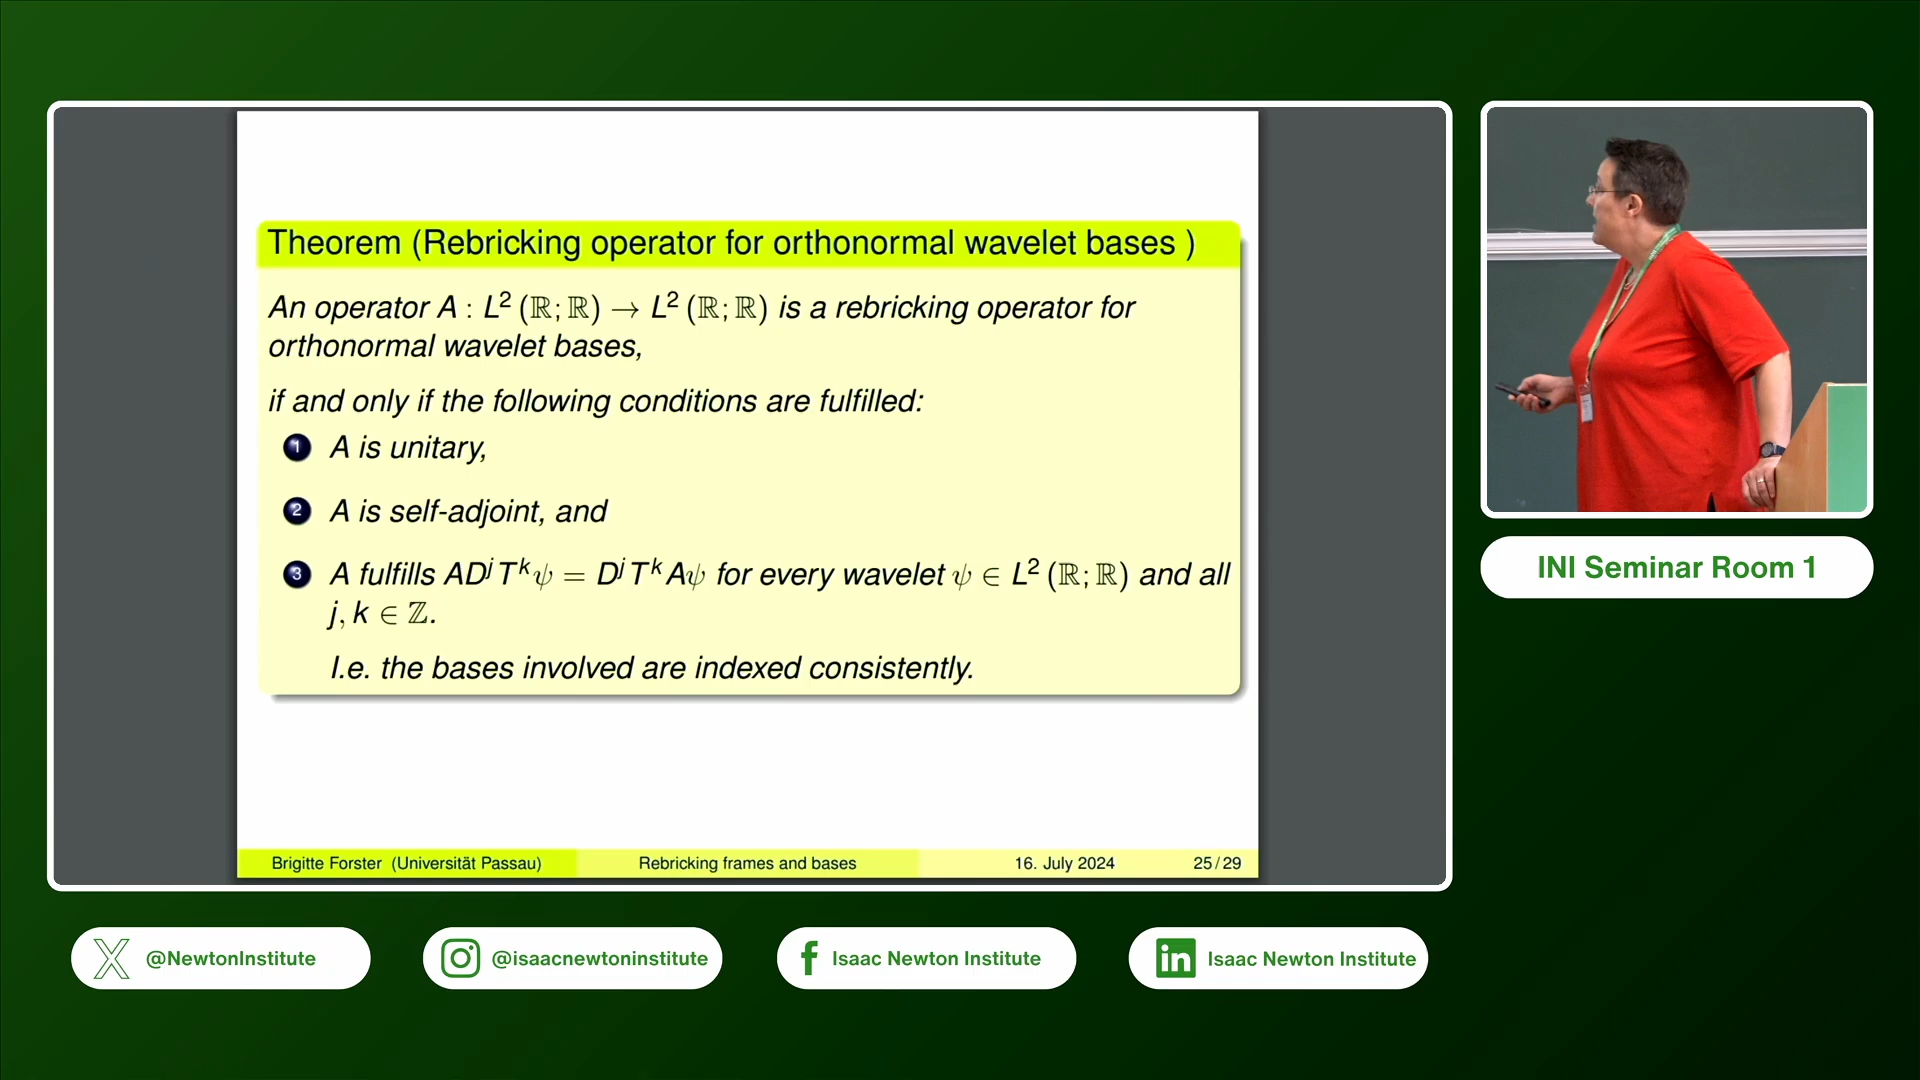 Theorem (Rebricking operator for orthonormal wavelet bases )
An operator A : L² (ℝ; ℝ) → L² (ℝ; ℝ) is a rebricking operator for
orthonormal wavelet bases,
if and only if the following conditions are fulfilled:
1 A is unitary,
2 A is self-adjoint, and
3 A fulfills ADʲTᵏψ = DʲTᵏAψ for every wavelet ψ ∈ L² (ℝ; ℝ) and all
j, k ∈ ℤ.
I.e. the bases involved are indexed consistently.
Brigitte Forster (Universität Passau) Rebricking frames and bases 16. July 2024 25 / 29
INI Seminar Room 1
@NewtonInstitute
@isaacnewtoninstitute
Isaac Newton Institute
Isaac Newton Institute